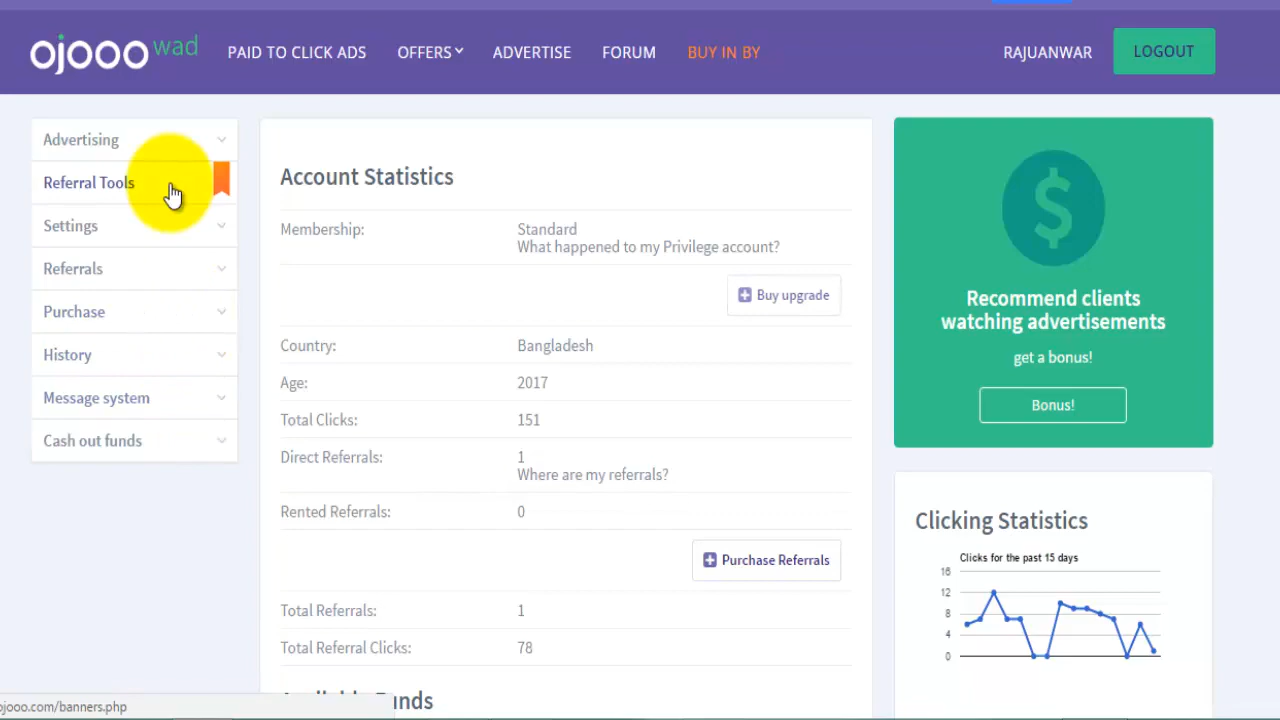 ojooo wad
PAID TO CLICK ADS
OFFERS
ADVERTISE
FORUM
BUY IN BY
RAJUANWAR
LOGOUT
Advertising
Referral Tools
Settings
Referrals
Purchase
History
Message system
Cash out funds
Account Statistics
Membership: Standard
What happened to my Privilege account?
Buy upgrade
Country: Bangladesh
Age: 2017
Total Clicks: 151
Direct Referrals: 1
Where are my referrals?
Rented Referrals: 0
Purchase Referrals
Total Referrals: 1
Total Referral Clicks: 78
$
Recommend clients
watching advertisements
get a bonus!
Bonus!
Clicking Statistics
Clicks for the past 15 days
16
12
8
4
0
ojooo.com/banners.php